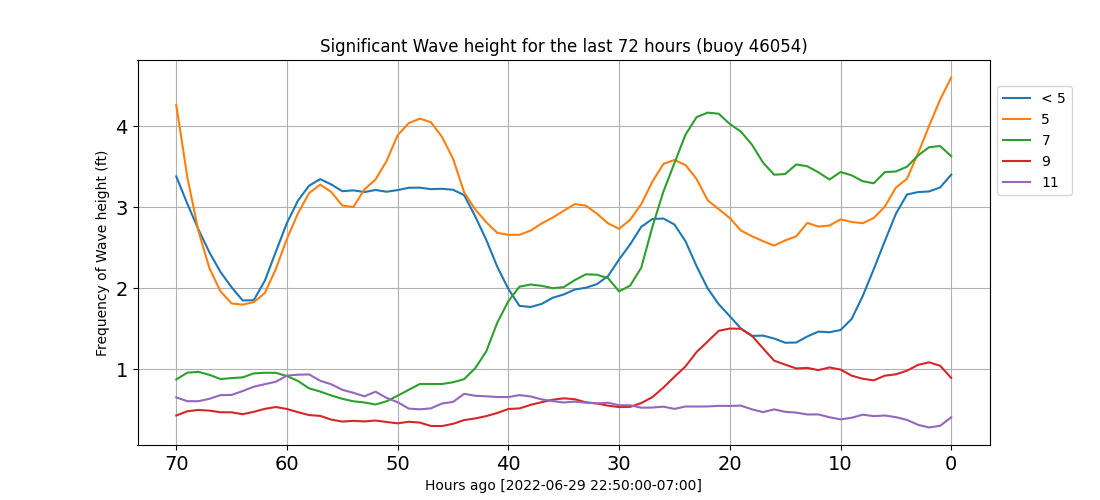 Significant Wave height for the last 72 hours (buoy 46054)
Frequency of Wave height (ft)
4
3
2
1
70 60 50 40 30 20 10 0
Hours ago [2022-06-29 22:50:00-07:00]
< 5
5
7
9
11